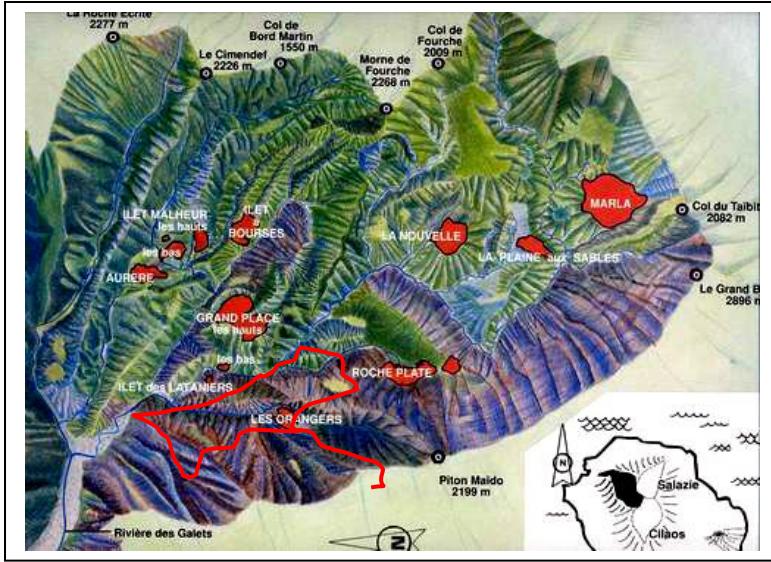 La Roche Ecrite
2277 m
Le Cimendef
2226 m
Col de
Bord Martin
1550 m
Morne de
Fourche
2268 m
Col de
Fourche
2009 m
ILET MALHEUR
les hauts
les bas
AURERE
ILET
à
BOURSES
LA NOUVELLE
LA PLAINE aux SABLES
MARLA
Col du Taïbit
2082 m
Le Grand B
2896 m
GRAND PLACE
les hauts
les bas
ILET des LATANIERS
ROCHE PLATE
LES ORANGERS
Piton Maïdo
2199 m
Rivière des Galets
N
N
Salazie
Cilaos